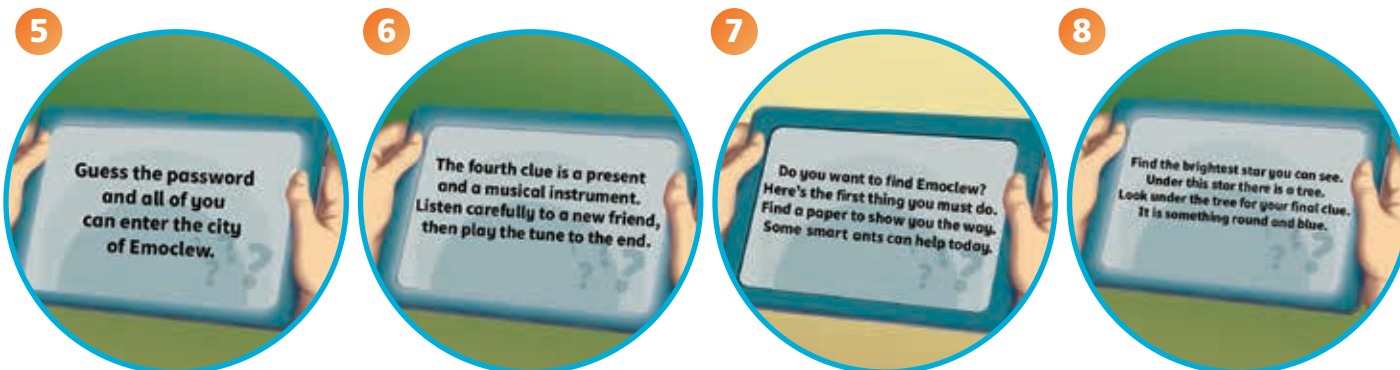 5
Guess the password
and all of you
can enter the city
of Emoclew.
? ?
6
The fourth clue is a present
and a musical instrument.
Listen carefully to a new friend,
then play the tune to the end.
? ?
7
Do you want to find Emoclew?
Here's the first thing you must do.
Find a paper to show you the way.
Some smart ants can help today.
? ?
8
Find the brightest star you can see.
Under this star there is a tree.
Look under the tree for your final clue.
It is something round and blue.
? ?